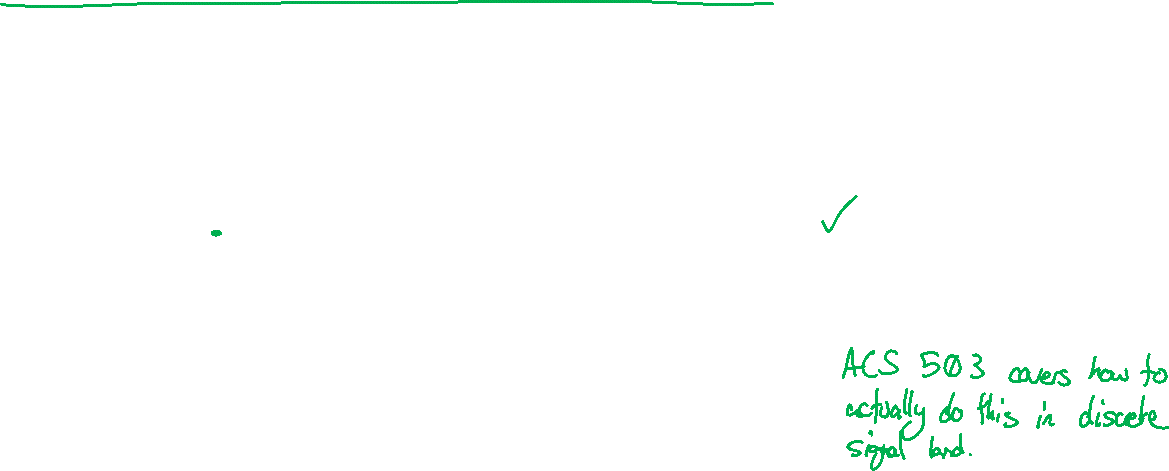 ACS 503 covers how to
actually do this in discrete
signal land.